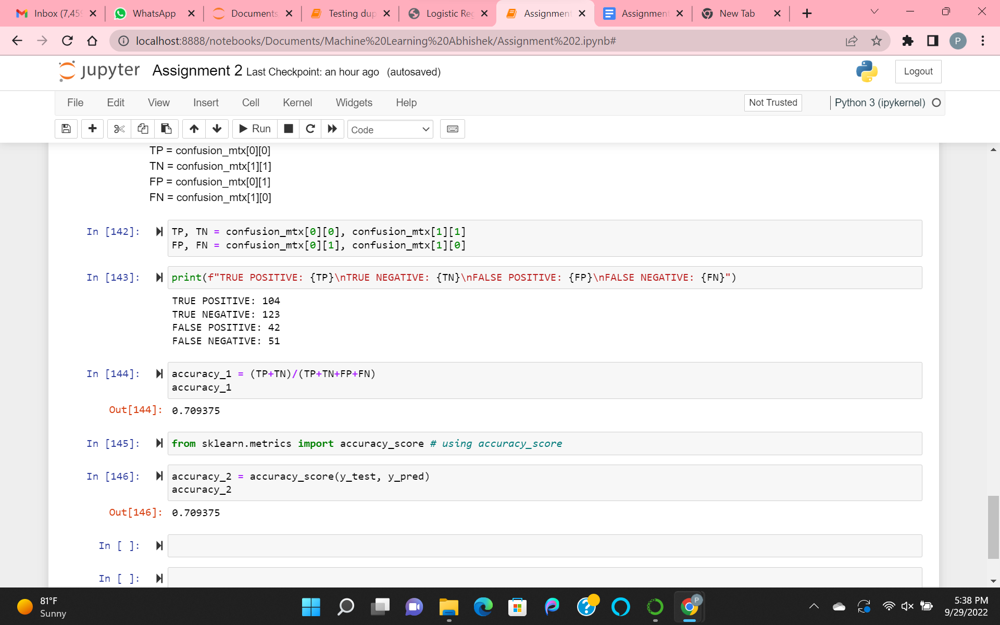 Inbox (7,459
WhatsApp
Documents
Testing dup
Logistic Reg
Assignment
Assignment
New Tab
localhost:8888/notebooks/Documents/Machine%20Learning%20Abhishek/Assignment%202.ipynb#
P
jupyter Assignment 2 Last Checkpoint: an hour ago (autosaved)
Logout
File Edit View Insert Cell Kernel Widgets Help
Not Trusted
Python 3 (ipykernel)
Run
Code
TP = confusion_mtx[0][0]
TN = confusion_mtx[1][1]
FP = confusion_mtx[0][1]
FN = confusion_mtx[1][0]
In [142]: TP, TN = confusion_mtx[0][0], confusion_mtx[1][1]
FP, FN = confusion_mtx[0][1], confusion_mtx[1][0]
In [143]: print(f"TRUE POSITIVE: {TP}\nTRUE NEGATIVE: {TN}\nFALSE POSITIVE: {FP}\nFALSE NEGATIVE: {FN}")
TRUE POSITIVE: 104
TRUE NEGATIVE: 123
FALSE POSITIVE: 42
FALSE NEGATIVE: 51
In [144]: accuracy_1 = (TP+TN)/(TP+TN+FP+FN)
accuracy_1
Out[144]: 0.709375
In [145]: from sklearn.metrics import accuracy_score # using accuracy_score
In [146]: accuracy_2 = accuracy_score(y_test, y_pred)
accuracy_2
Out[146]: 0.709375
In [ ]:
In [ ]:
81°F
Sunny
P
5:38 PM
9/29/2022